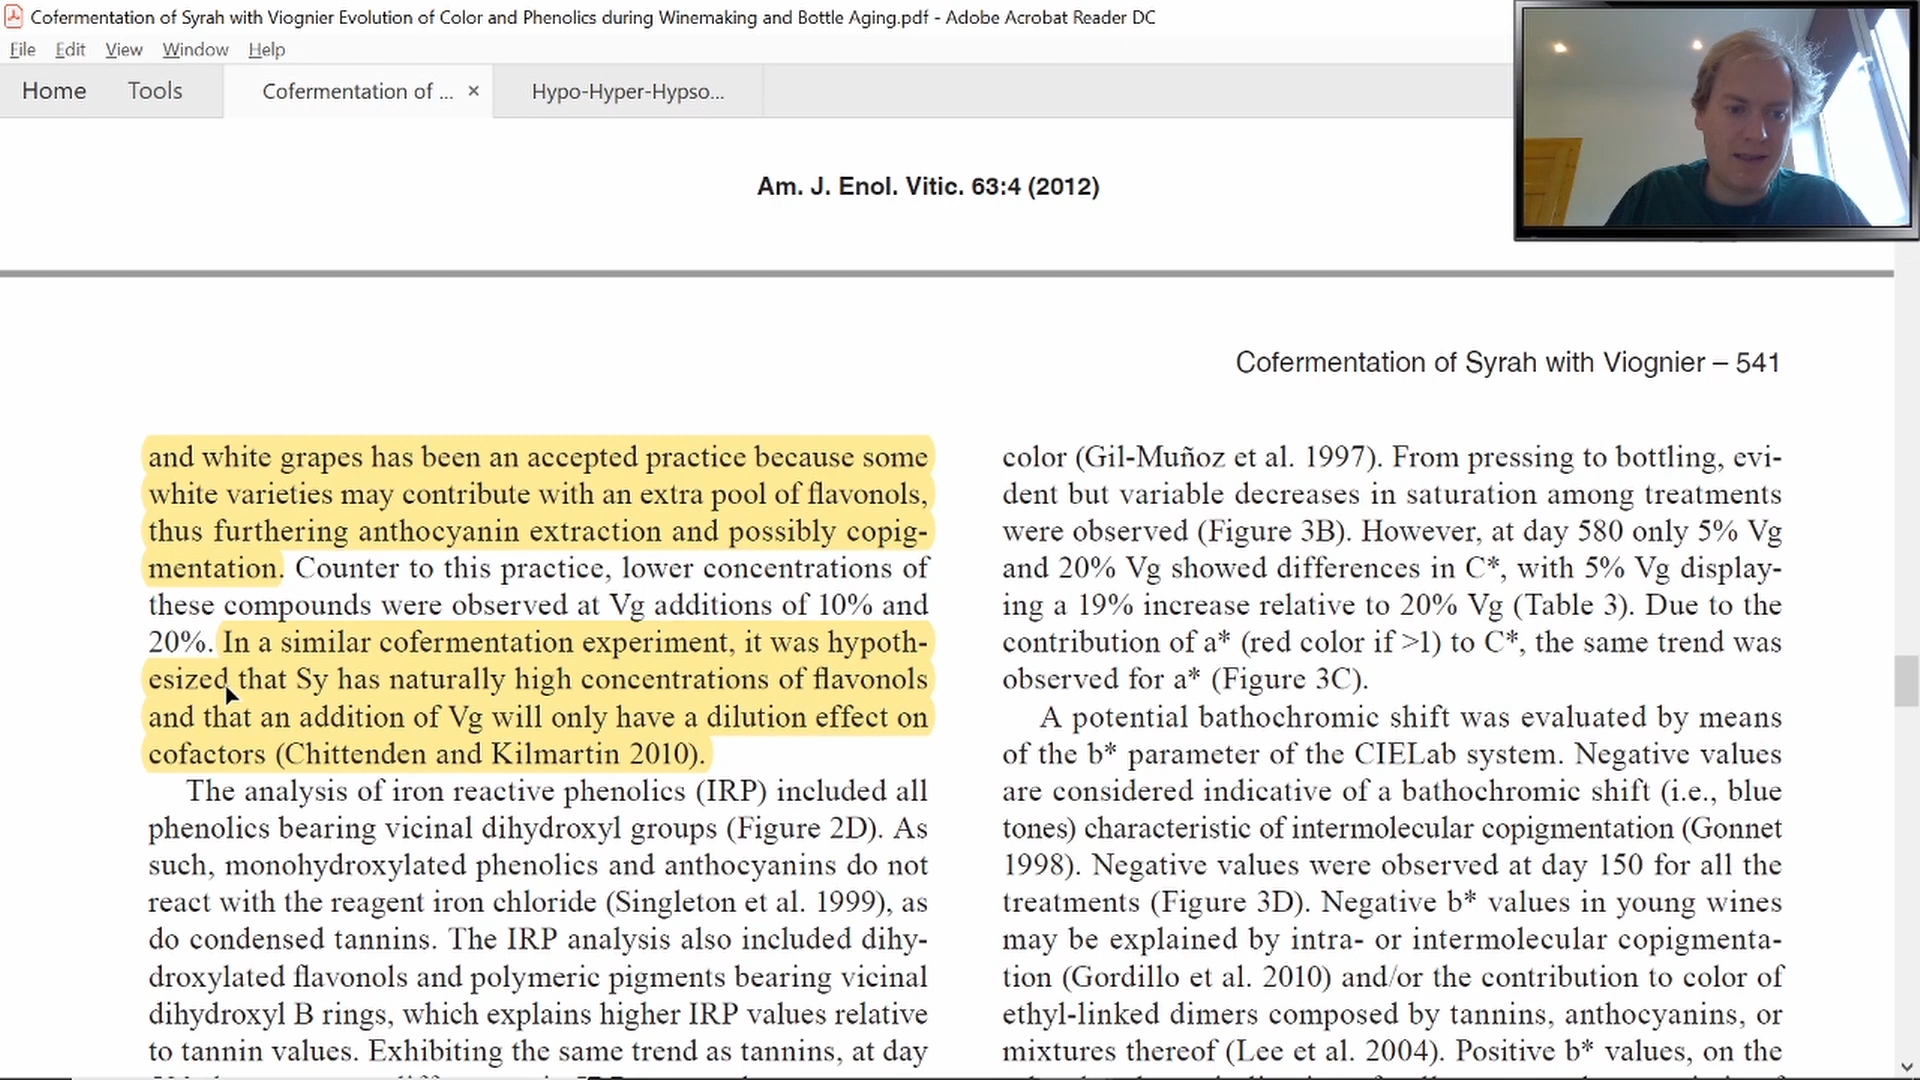 Cofermentation of Syrah with Viognier Evolution of Color and Phenolics during Winemaking and Bottle Aging.pdf - Adobe Acrobat Reader DC
File Edit View Window Help
Home Tools Cofermentation of ... × Hypo-Hyper-Hypso...
Am. J. Enol. Vitic. 63:4 (2012)
Cofermentation of Syrah with Viognier – 541
and white grapes has been an accepted practice because some
white varieties may contribute with an extra pool of flavonols,
thus furthering anthocyanin extraction and possibly copig-
mentation. Counter to this practice, lower concentrations of
these compounds were observed at Vg additions of 10% and
20%. In a similar cofermentation experiment, it was hypoth-
esized that Sy has naturally high concentrations of flavonols
and that an addition of Vg will only have a dilution effect on
cofactors (Chittenden and Kilmartin 2010).
The analysis of iron reactive phenolics (IRP) included all
phenolics bearing vicinal dihydroxyl groups (Figure 2D). As
such, monohydroxylated phenolics and anthocyanins do not
react with the reagent iron chloride (Singleton et al. 1999), as
do condensed tannins. The IRP analysis also included dihy-
droxylated flavonols and polymeric pigments bearing vicinal
dihydroxyl B rings, which explains higher IRP values relative
to tannin values. Exhibiting the same trend as tannins, at day
color (Gil-Muñoz et al. 1997). From pressing to bottling, evi-
dent but variable decreases in saturation among treatments
were observed (Figure 3B). However, at day 580 only 5% Vg
and 20% Vg showed differences in C*, with 5% Vg display-
ing a 19% increase relative to 20% Vg (Table 3). Due to the
contribution of a* (red color if >1) to C*, the same trend was
observed for a* (Figure 3C).
A potential bathochromic shift was evaluated by means
of the b* parameter of the CIELab system. Negative values
are considered indicative of a bathochromic shift (i.e., blue
tones) characteristic of intermolecular copigmentation (Gonnet
1998). Negative values were observed at day 150 for all the
treatments (Figure 3D). Negative b* values in young wines
may be explained by intra- or intermolecular copigmenta-
tion (Gordillo et al. 2010) and/or the contribution to color of
ethyl-linked dimers composed by tannins, anthocyanins, or
mixtures thereof (Lee et al. 2004). Positive b* values, on the